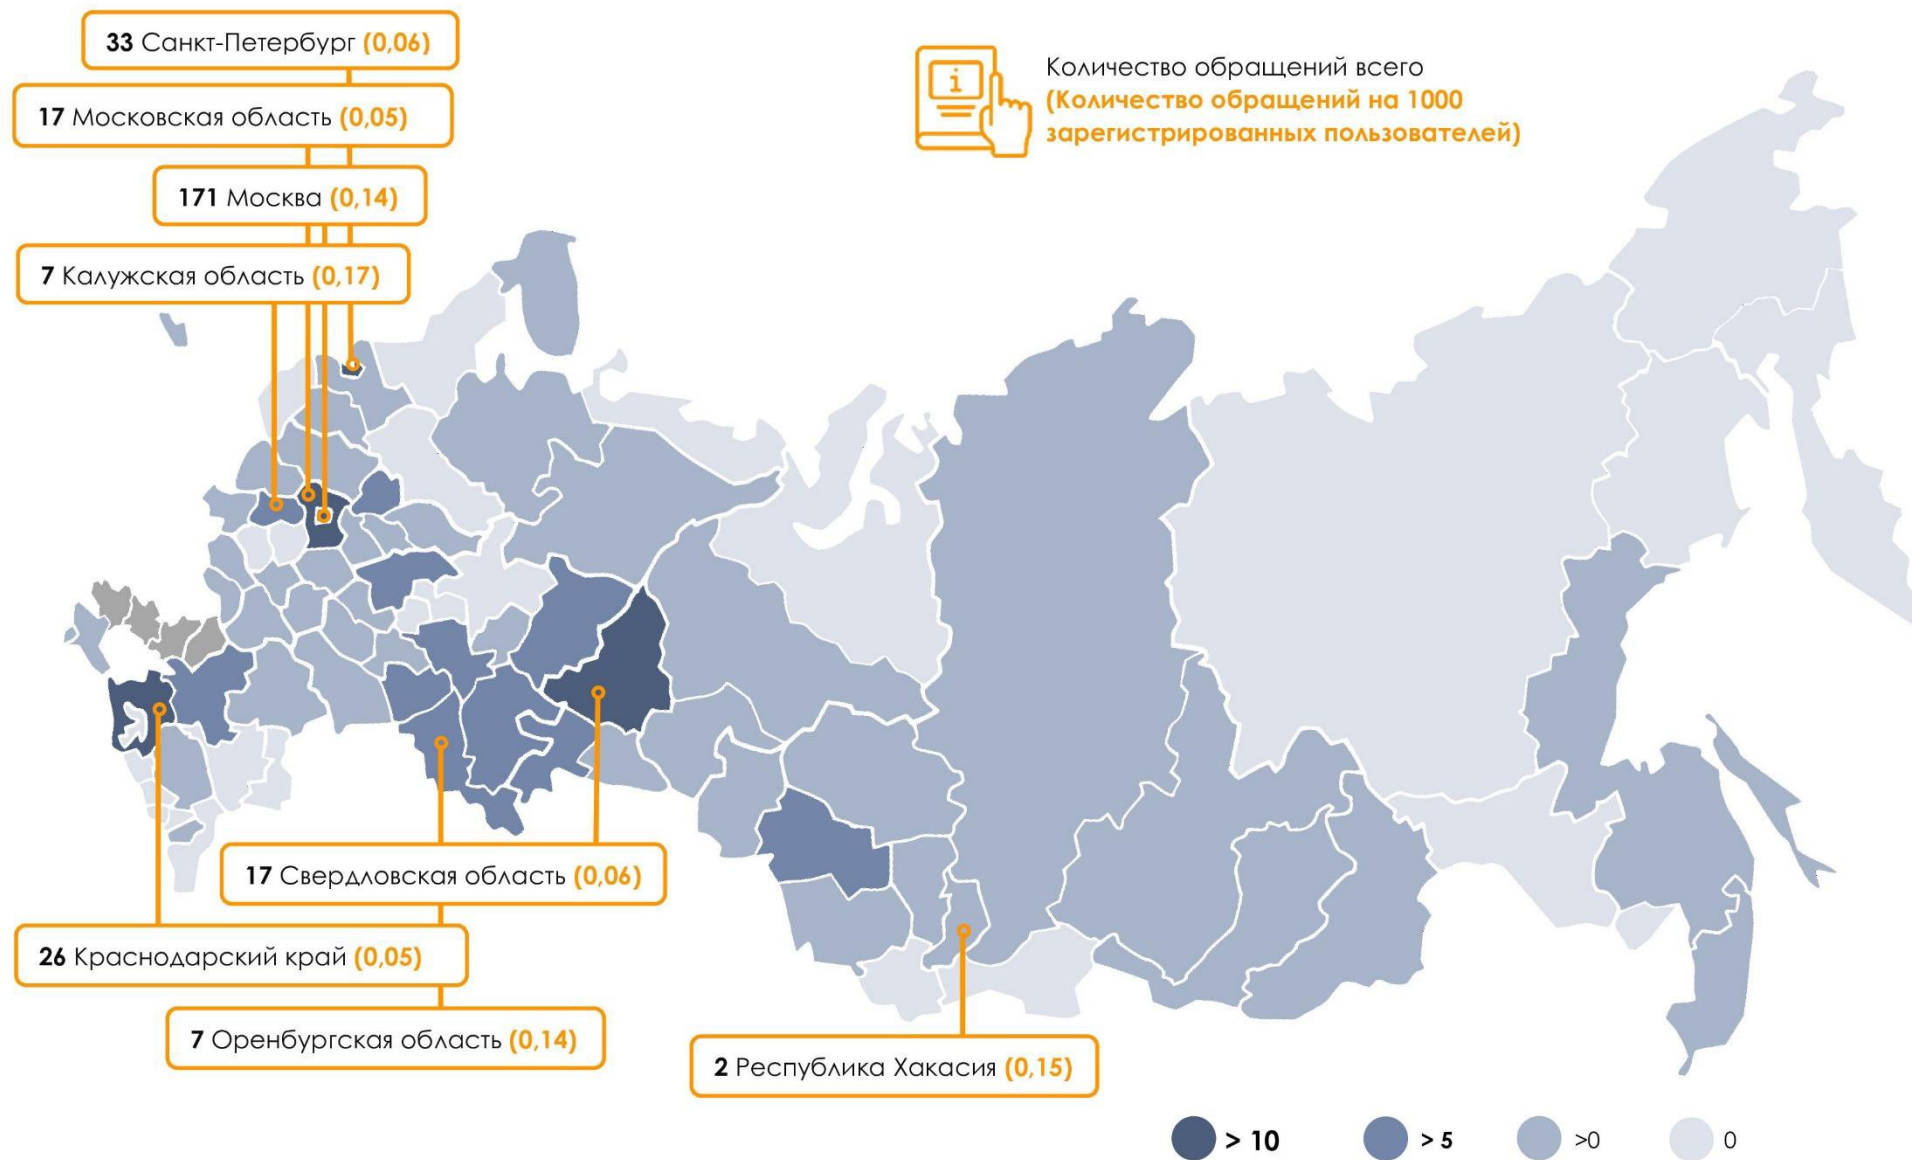 33 Санкт-Петербург (0,06)
17 Московская область (0,05)
171 Москва (0,14)
7 Калужская область (0,17)
i
Количество обращений всего
(Количество обращений на 1000
зарегистрированных пользователей)
17 Свердловская область (0,06)
26 Краснодарский край (0,05)
7 Оренбургская область (0,14)
2 Республика Хакасия (0,15)
> 10
> 5
>0
0